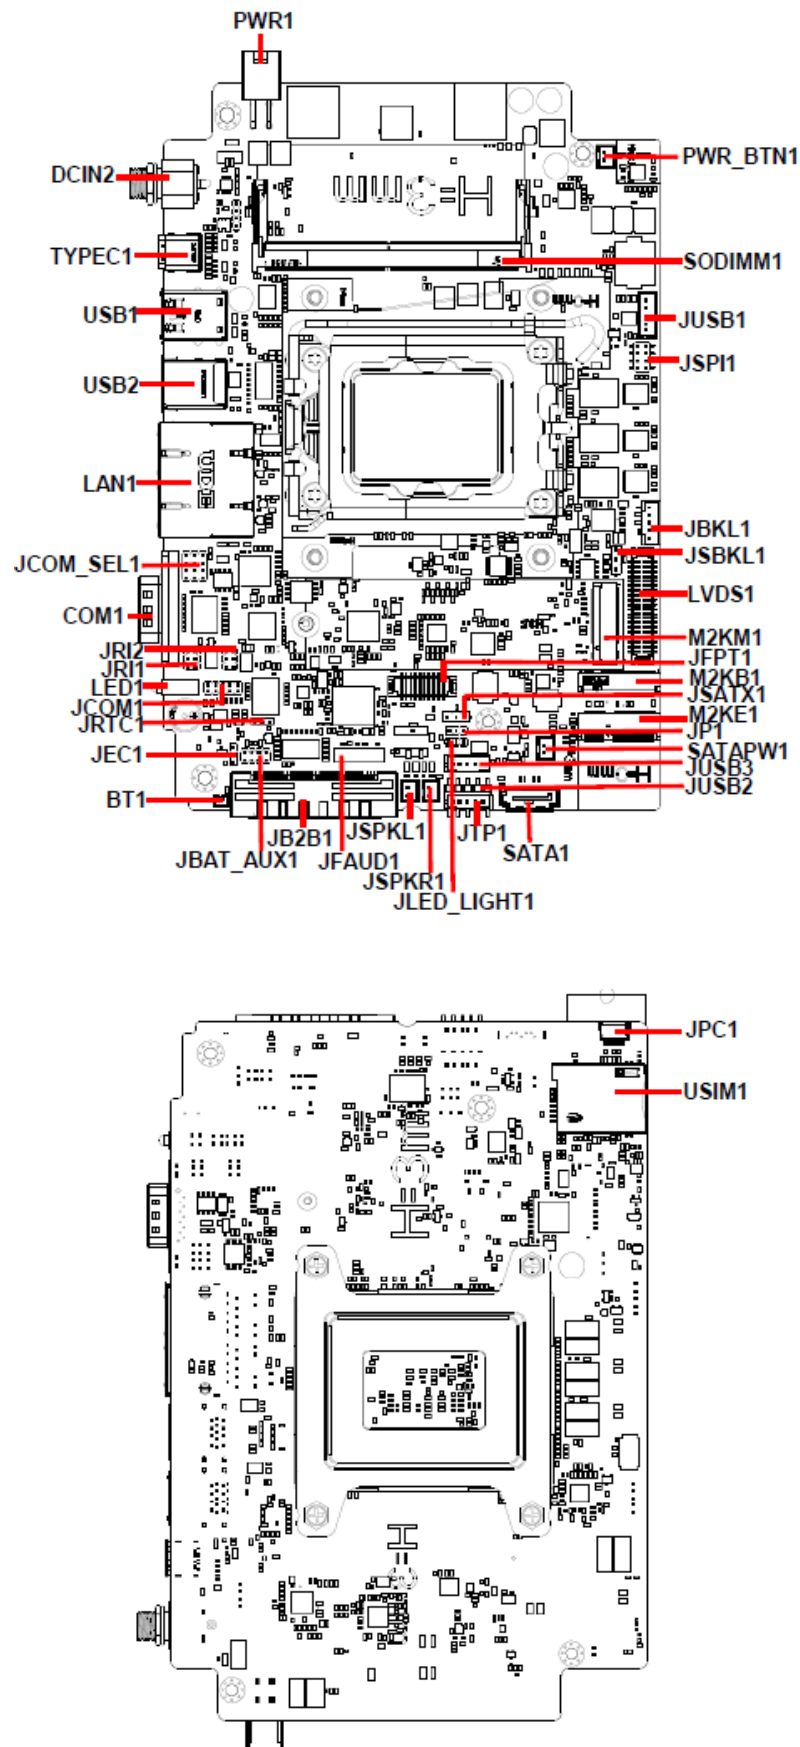 PWR1
PWR_BTN1
DCIN2
TYPEC1
SODIMM1
USB1
JUSB1
JSPI1
USB2
LAN1
JBKL1
JSBKL1
JCOM_SEL1
LVDS1
COM1
M2KM1
JRI2
JFPT1
JRI1
M2KB1
LED1
JSATX1
JCOM1
M2KE1
JRTC1
JP1
SATAPW1
JEC1
JUSB3
JUSB2
BT1
JB2B1
JSPKL1
JTP1
SATA1
JBAT_AUX1
JFAUD1
JSPKR1
JLED_LIGHT1
JPC1
USIM1